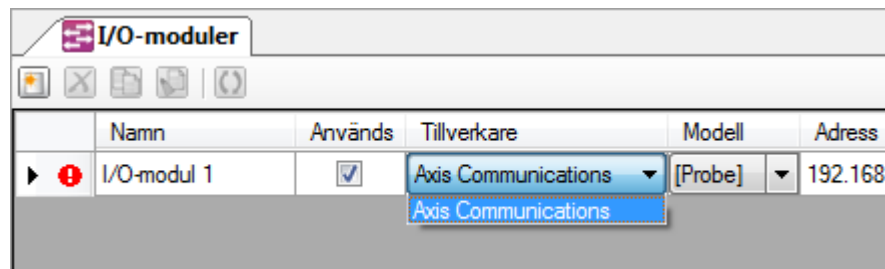 I/O-moduler
Namn Används Tillverkare Modell Adress
I/O-modul 1 Axis Communications [Probe] 192.168
Axis Communications